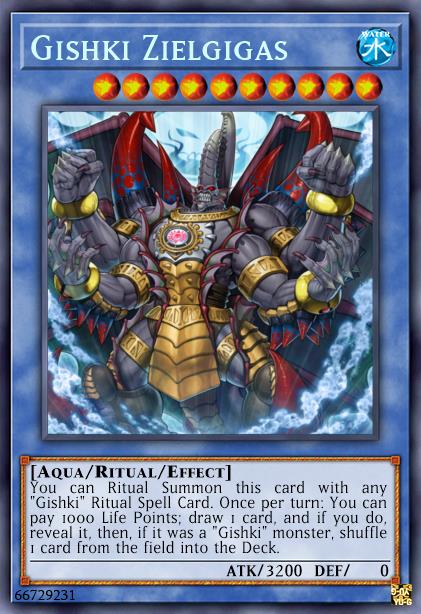 Gishki Zielgigas
WATER
水
[Aqua/Ritual/Effect]
You can Ritual Summon this card with any
"Gishki" Ritual Spell Card. Once per turn: You can
pay 1000 Life Points; draw 1 card, and if you do,
reveal it, then, if it was a "Gishki" monster, shuffle
1 card from the field into the Deck.
ATK/3200 DEF/ 0
66729231